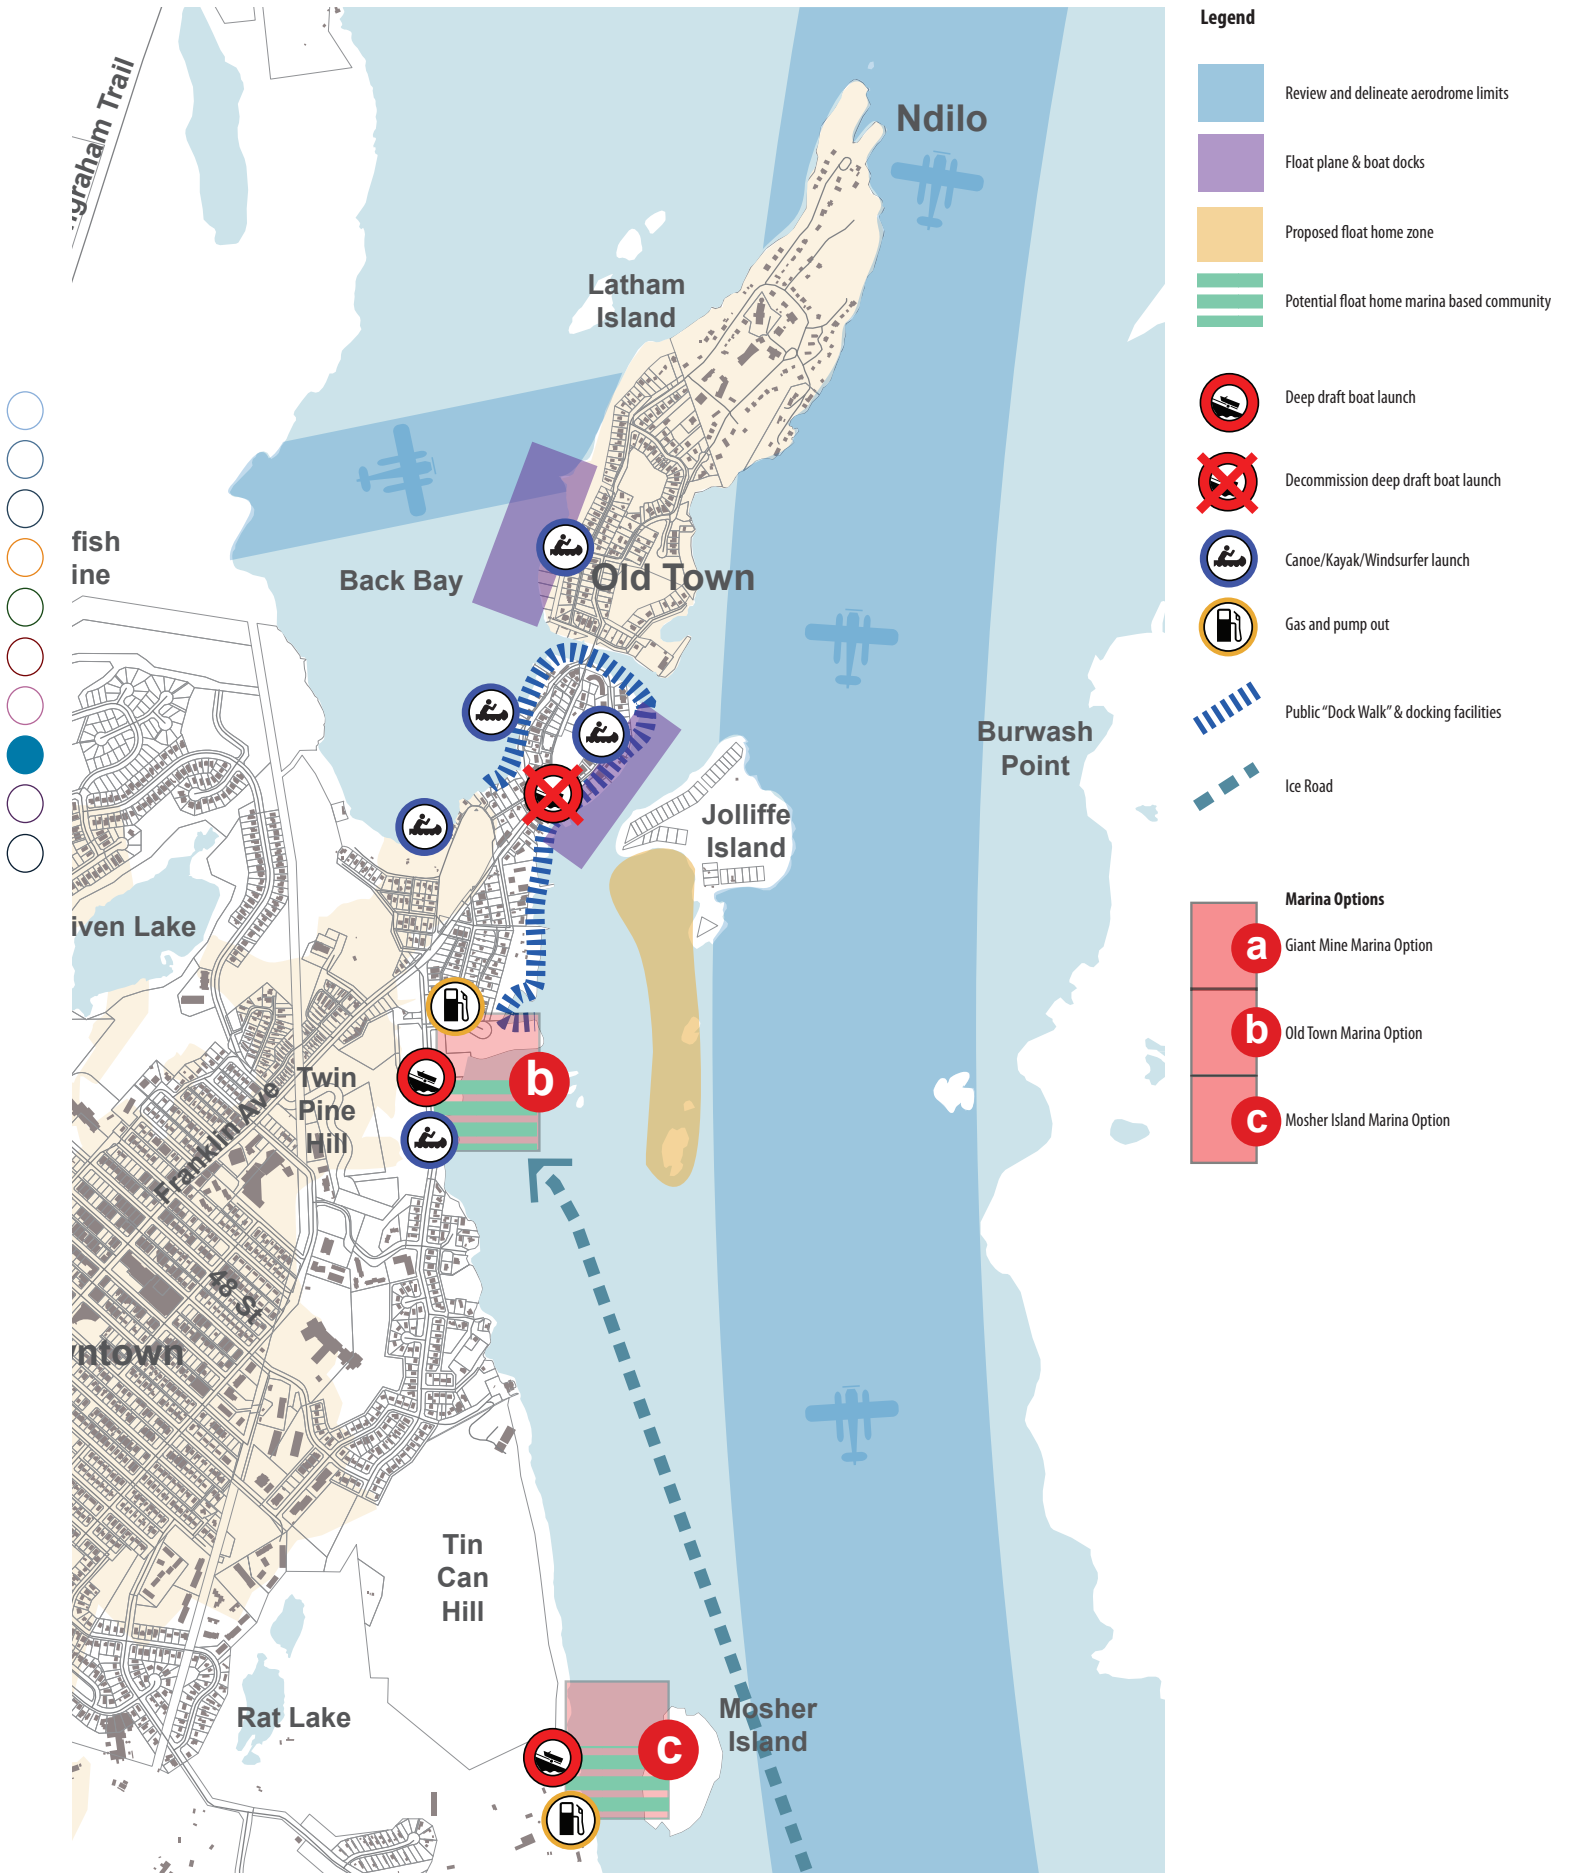 Legend
Review and delineate aerodrome limits
Float plane & boat docks
Proposed float home zone
Potential float home marina based community
Deep draft boat launch
Decommission deep draft boat launch
Canoe/Kayak/Windsurfer launch
Gas and pump out
Public “Dock Walk” & docking facilities
Ice Road
Marina Options
a
Giant Mine Marina Option
b
Old Town Marina Option
c
Mosher Island Marina Option
graham Trail
Ndilo
Latham
Island
fish
ine
Back Bay
Old Town
Burwash
Point
Jolliffe
Island
iven Lake
Twin
Pine
Hill
b
Franklin Ave
48 St
ntown
Tin
Can
Hill
Rat Lake
Mosher
Island
c